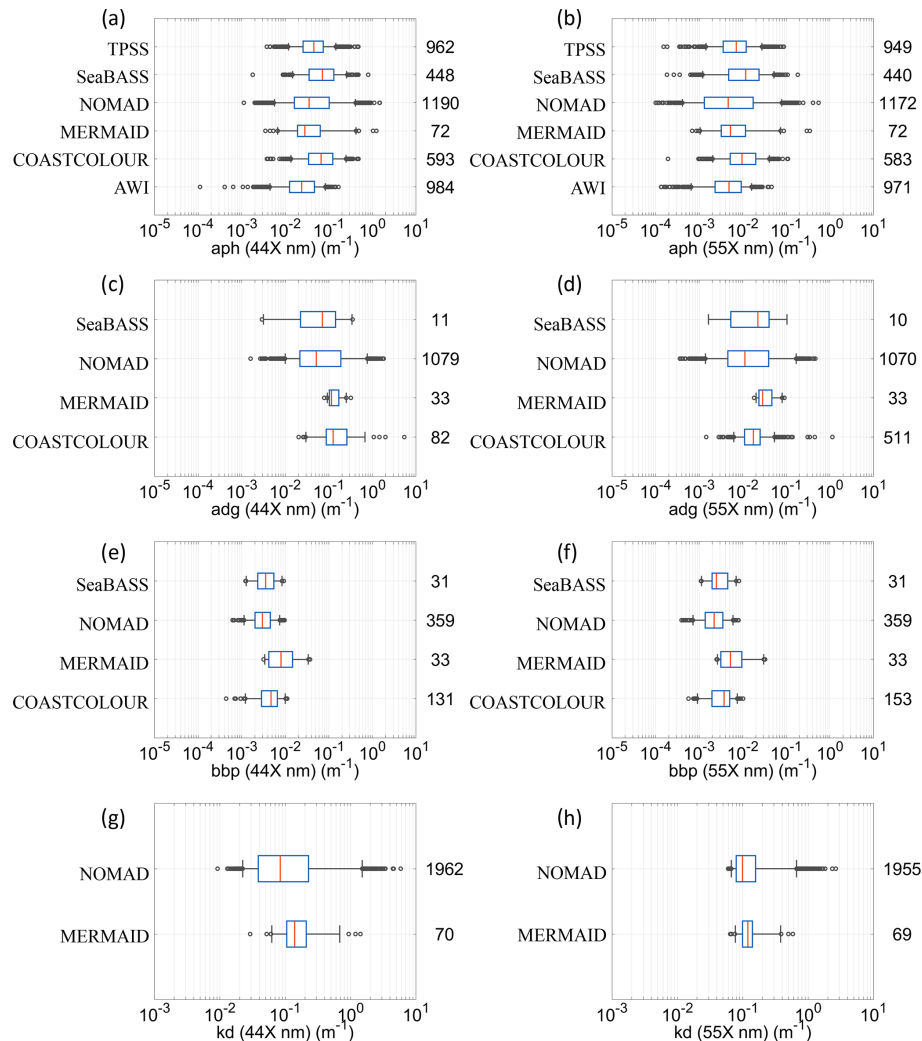 (a) (b)
TPSS 962 TPSS 949
SeaBASS 448 SeaBASS 440
NOMAD 1190 NOMAD 1172
MERMAID 72 MERMAID 72
COASTCOLOUR 593 COASTCOLOUR 583
AWI 984 AWI 971
10^-5 10^-4 10^-3 10^-2 10^-1 10^0 10^1 10^-5 10^-4 10^-3 10^-2 10^-1 10^0 10^1
aph (44X nm) (m^-1) aph (55X nm) (m^-1)
(c) (d)
SeaBASS 11 SeaBASS 10
NOMAD 1079 NOMAD 1070
MERMAID 33 MERMAID 33
COASTCOLOUR 82 COASTCOLOUR 511
10^-5 10^-4 10^-3 10^-2 10^-1 10^0 10^1 10^-5 10^-4 10^-3 10^-2 10^-1 10^0 10^1
adg (44X nm) (m^-1) adg (55X nm) (m^-1)
(e) (f)
SeaBASS 31 SeaBASS 31
NOMAD 359 NOMAD 359
MERMAID 33 MERMAID 33
COASTCOLOUR 131 COASTCOLOUR 153
10^-5 10^-4 10^-3 10^-2 10^-1 10^0 10^1 10^-5 10^-4 10^-3 10^-2 10^-1 10^0 10^1
bbp (44X nm) (m^-1) bbp (55X nm) (m^-1)
(g) (h)
NOMAD 1962 NOMAD 1955
MERMAID 70 MERMAID 69
10^-3 10^-2 10^-1 10^0 10^1 10^-3 10^-2 10^-1 10^0 10^1
kd (44X nm) (m^-1) kd (55X nm) (m^-1)